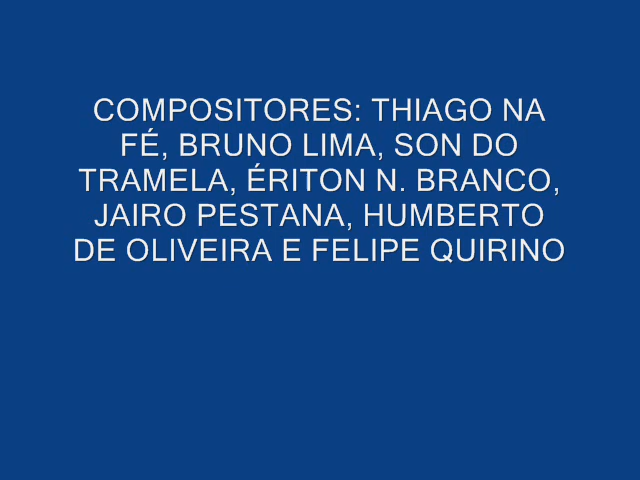 COMPOSITORES: THIAGO NA
FÉ, BRUNO LIMA, SON DO
TRAMELA, ÉRITON N. BRANCO,
JAIRO PESTANA, HUMBERTO
DE OLIVEIRA E FELIPE QUIRINO